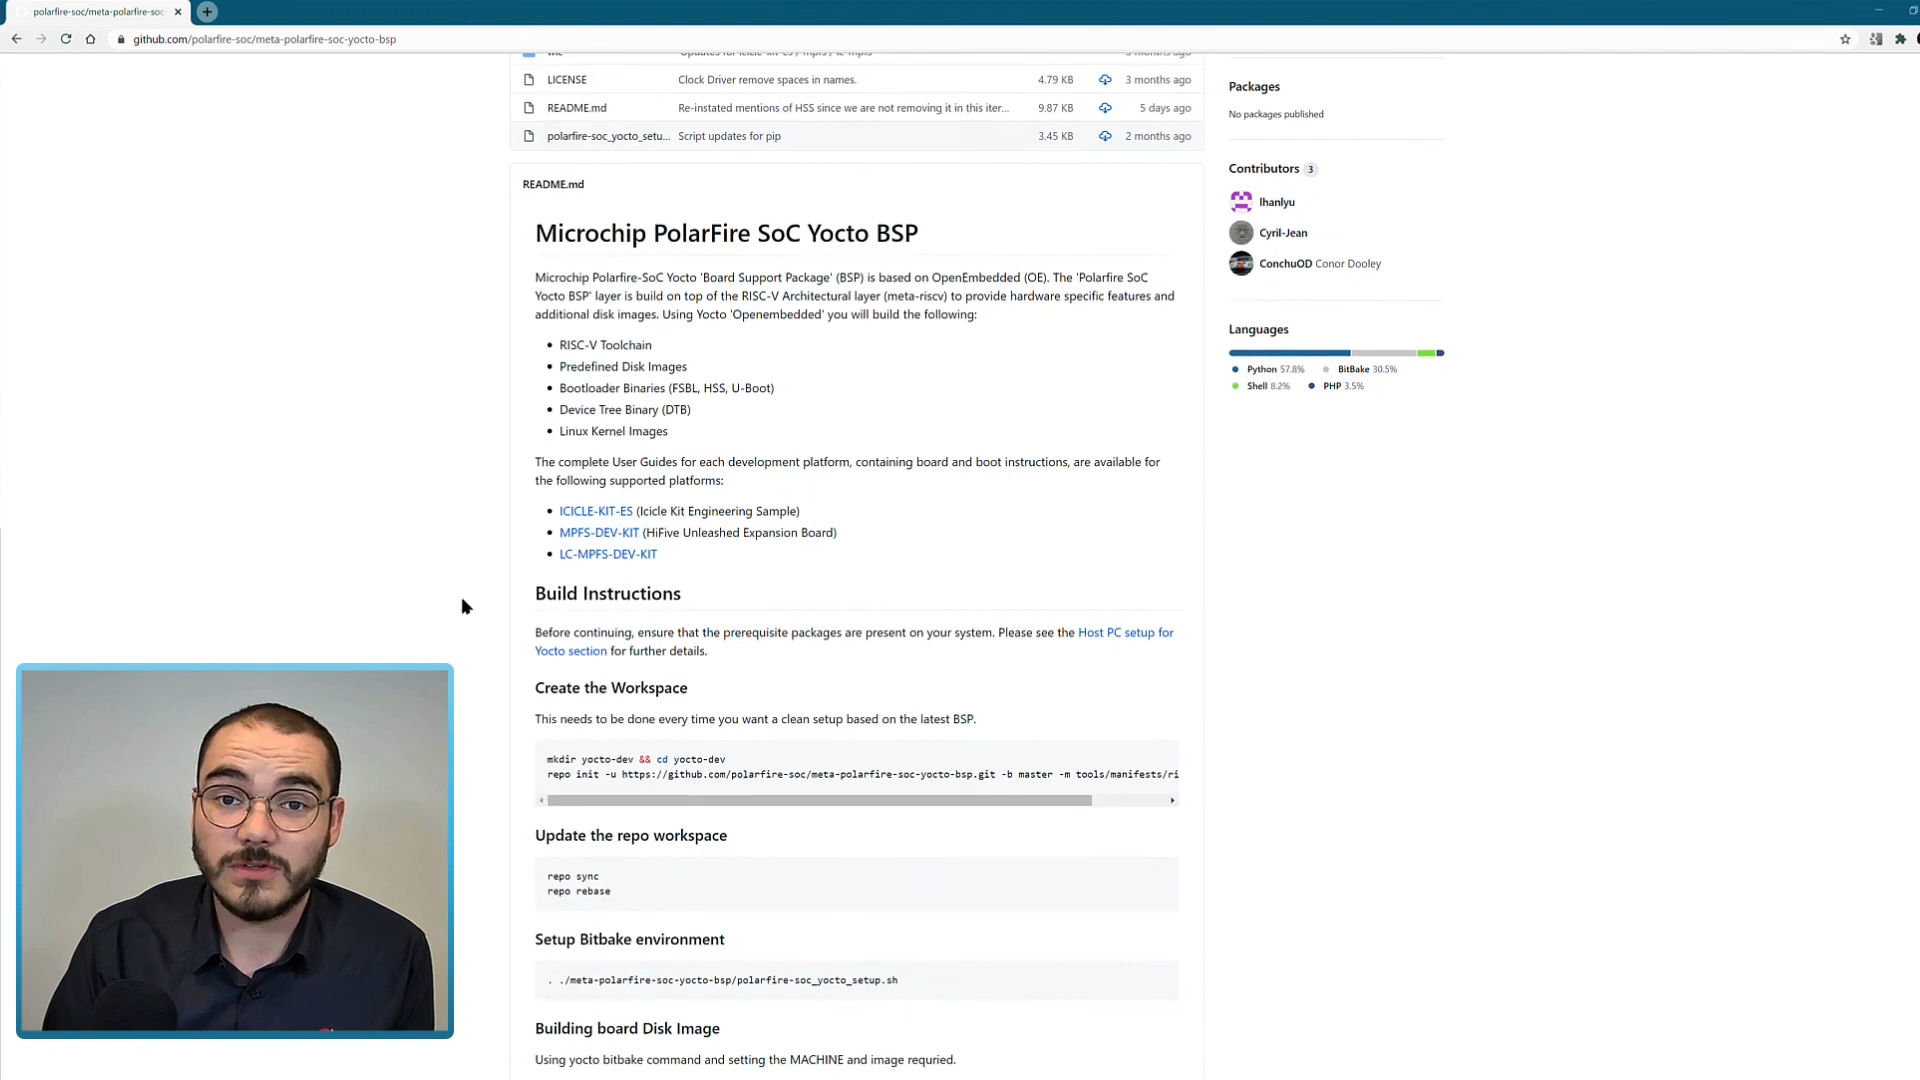 polarfire-soc/meta-polarfire-soc
github.com/polarfire-soc/meta-polarfire-soc-yocto-bsp
LICENSE Clock Driver remove spaces in names. 4.79 KB 3 months ago
README.md Re-instated mentions of HSS since we are not removing it in this iter... 9.87 KB 5 days ago
polarfire-soc_yocto_setu... Script updates for pip 3.45 KB 2 months ago
README.md
Microchip PolarFire SoC Yocto BSP
Microchip Polarfire-SoC Yocto 'Board Support Package' (BSP) is based on OpenEmbedded (OE). The 'Polarfire SoC
Yocto BSP' layer is build on top of the RISC-V Architectural layer (meta-riscv) to provide hardware specific features and
additional disk images. Using Yocto 'Openembedded' you will build the following:
RISC-V Toolchain
Predefined Disk Images
Bootloader Binaries (FSBL, HSS, U-Boot)
Device Tree Binary (DTB)
Linux Kernel Images
The complete User Guides for each development platform, containing board and boot instructions, are available for
the following supported platforms:
ICICLE-KIT-ES (Icicle Kit Engineering Sample)
MPFS-DEV-KIT (HiFive Unleashed Expansion Board)
LC-MPFS-DEV-KIT
Build Instructions
Before continuing, ensure that the prerequisite packages are present on your system. Please see the Host PC setup for
Yocto section for further details.
Create the Workspace
This needs to be done every time you want a clean setup based on the latest BSP.
mkdir yocto-dev && cd yocto-dev
repo init -u https://github.com/polarfire-soc/meta-polarfire-soc-yocto-bsp.git -b master -m tools/manifests/ri
Update the repo workspace
repo sync
repo rebase
Setup Bitbake environment
. ./meta-polarfire-soc-yocto-bsp/polarfire-soc_yocto_setup.sh
Building board Disk Image
Using yocto bitbake command and setting the MACHINE and image requried.
Packages
No packages published
Contributors 3
lhanlyu
Cyril-Jean
ConchuOD Conor Dooley
Languages
Python 57.8% BitBake 30.5%
Shell 8.2% PHP 3.5%